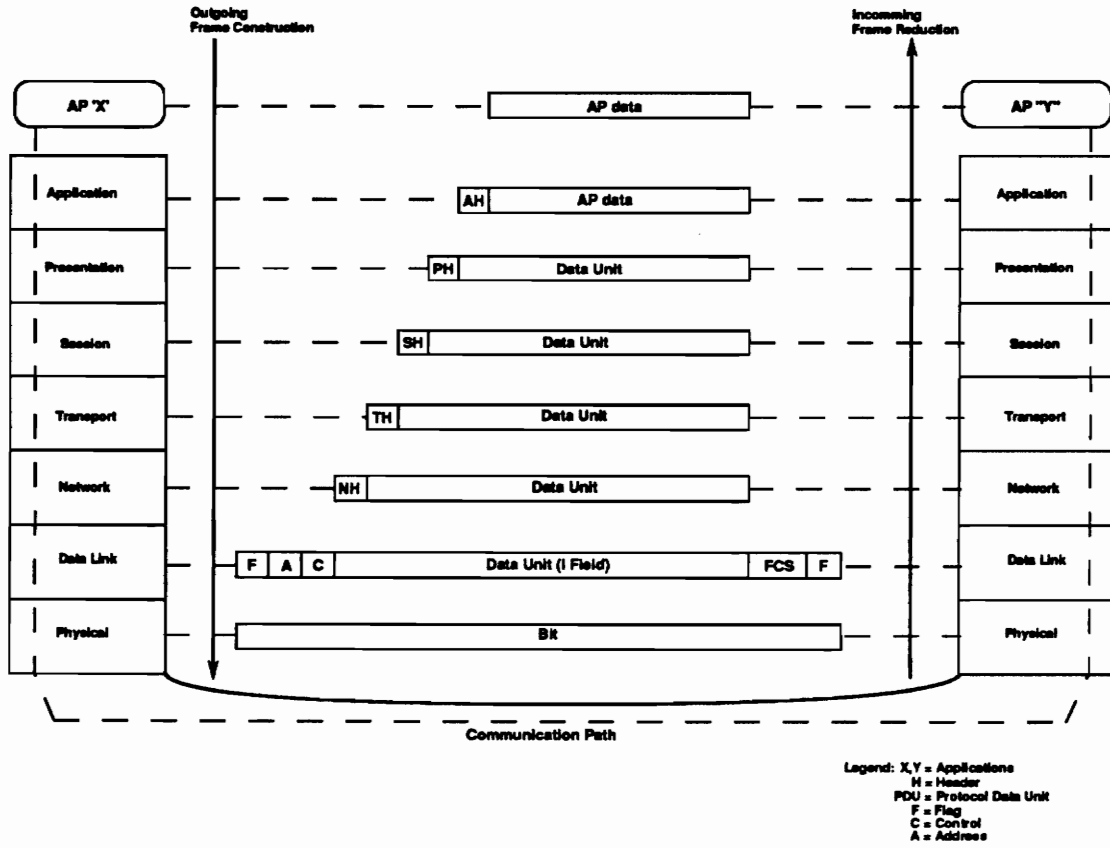 Outgoing
Frame Construction
Incomming
Frame Reduction
AP 'X'
AP data
AP "Y"
Application
AH
AP data
Application
Presentation
PH
Data Unit
Presentation
Session
SH
Data Unit
Session
Transport
TH
Data Unit
Transport
Network
NH
Data Unit
Network
Data Link
F
A
C
Data Unit (I Field)
FCS
F
Data Link
Physical
Bit
Physical
Communication Path
Legend: X,Y = Applications
H = Header
PDU = Protocol Data Unit
F = Flag
C = Control
A = Address